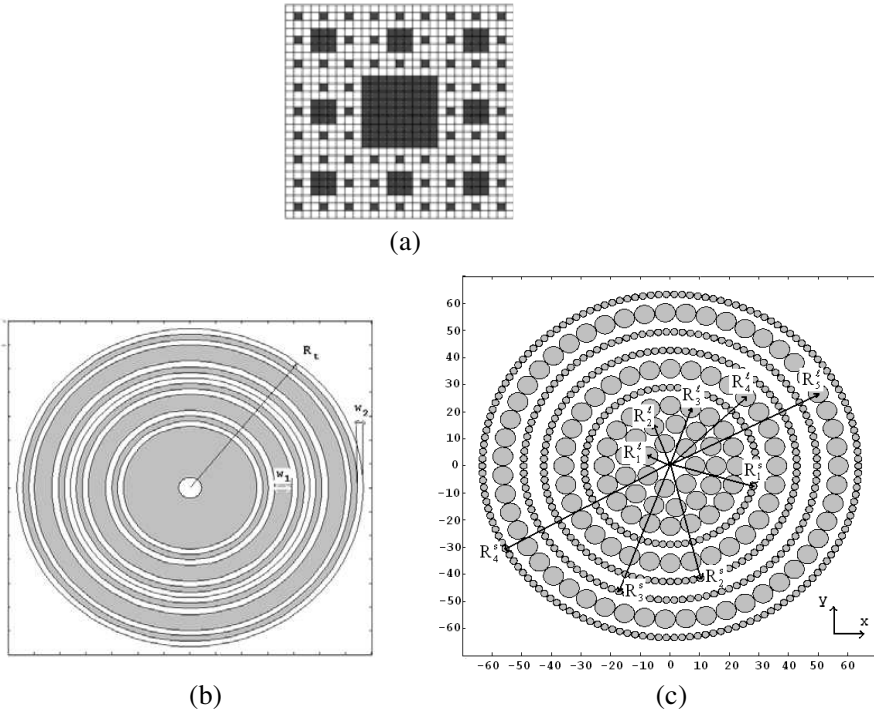 (a)
R_t
w_2
w_1
(b)
60
50
40
30
20
10
0
-10
-20
-30
-40
-50
-60
R_1^ℓ
R_2^ℓ
R_3^ℓ
R_4^ℓ
R_5^ℓ
R_1^s
R_2^s
R_3^s
R_4^s
y
x
-60 -50 -40 -30 -20 -10 0 10 20 30 40 50 60
(c)